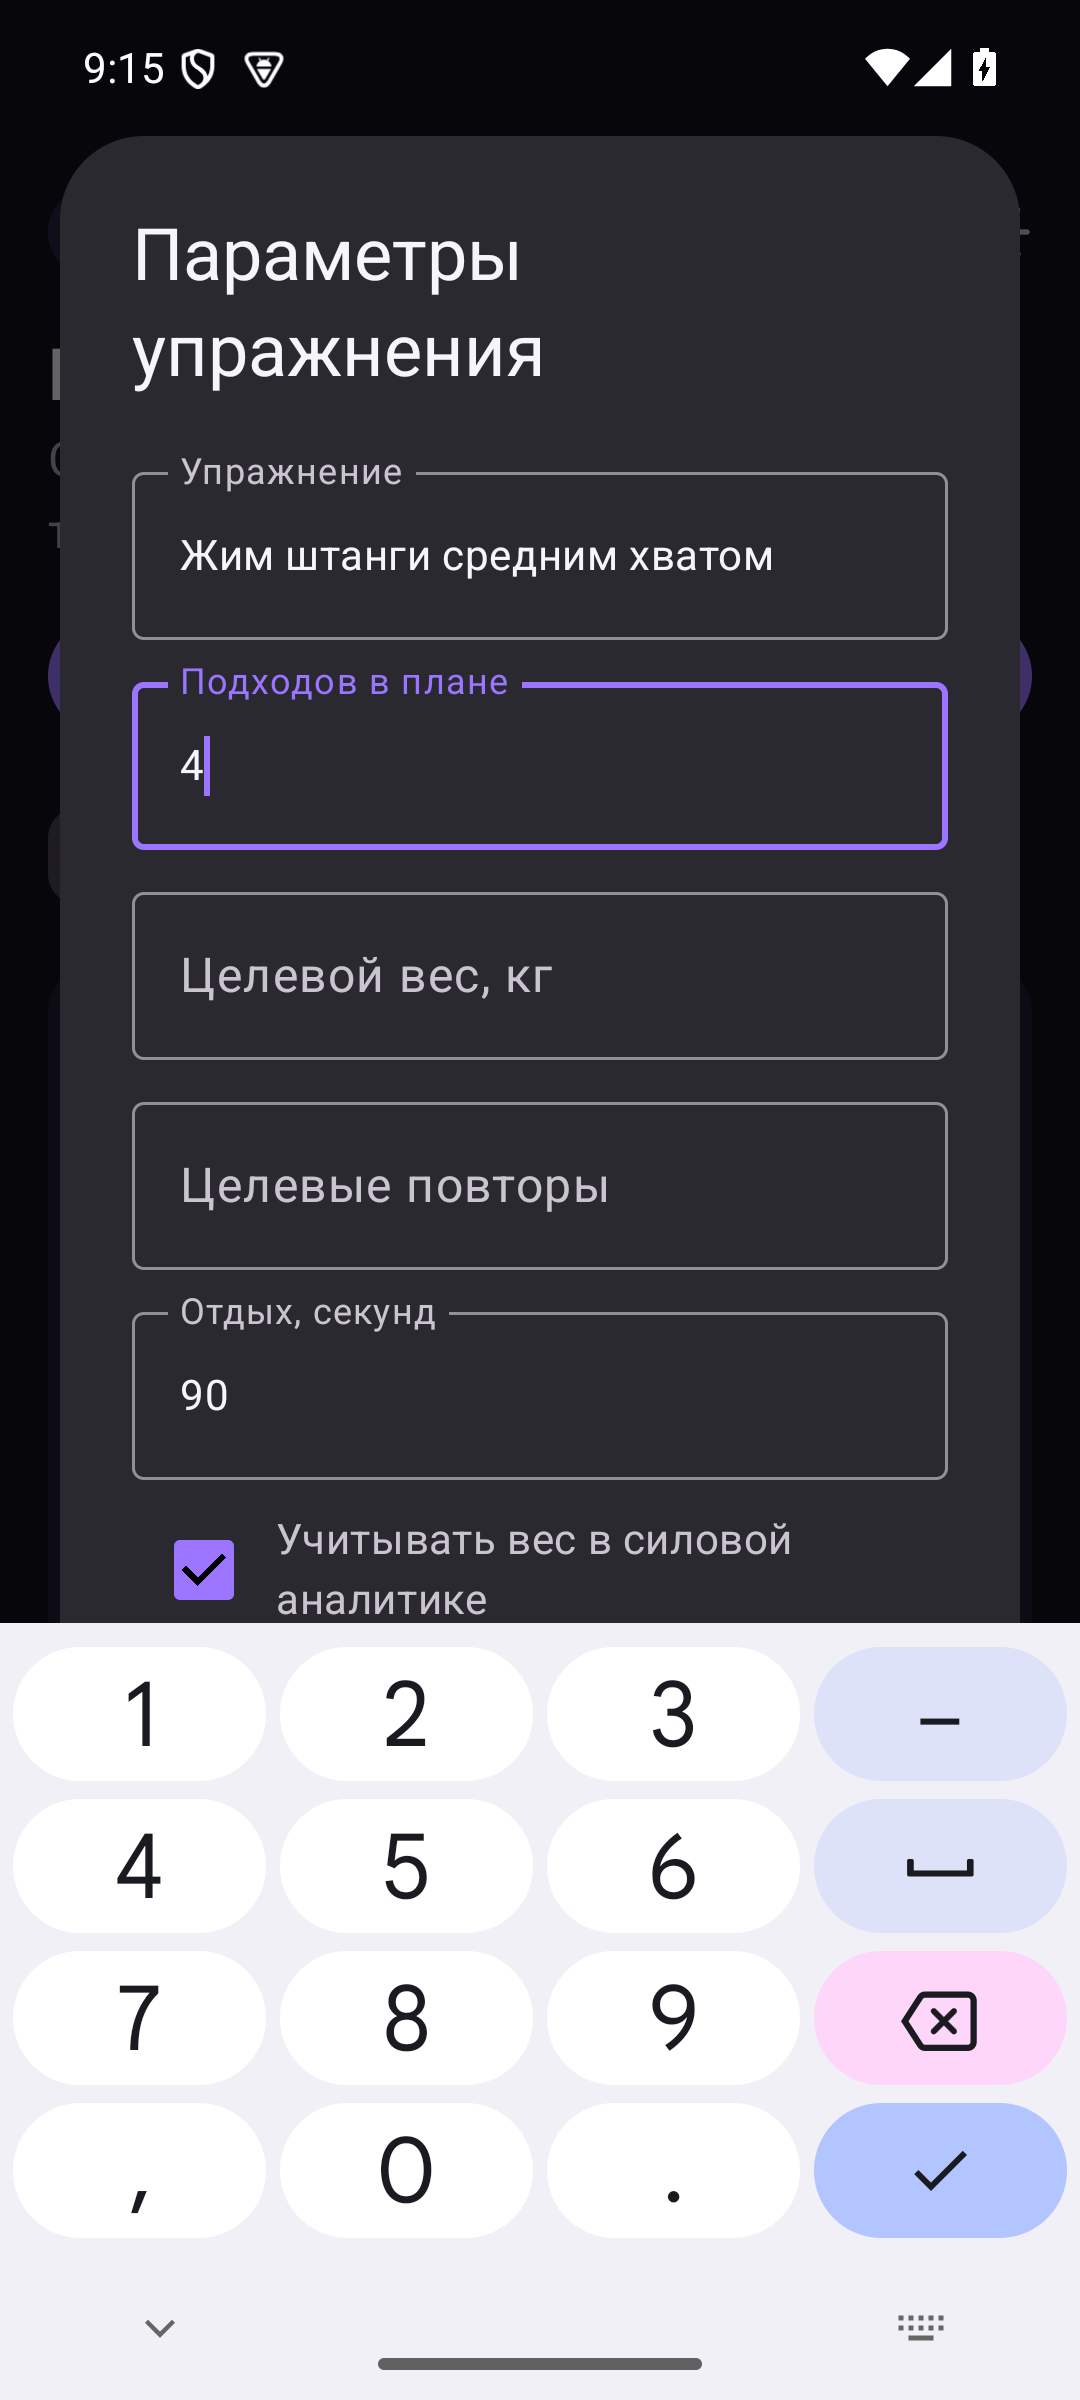 9:15
Параметры
упражнения
Упражнение
Жим штанги средним хватом
Подходов в плане
4
Целевой вес, кг
Целевые повторы
Отдых, секунд
90
Учитывать вес в силовой
аналитике
1 2 3 –
4 5 6
7 8 9
, 0 .